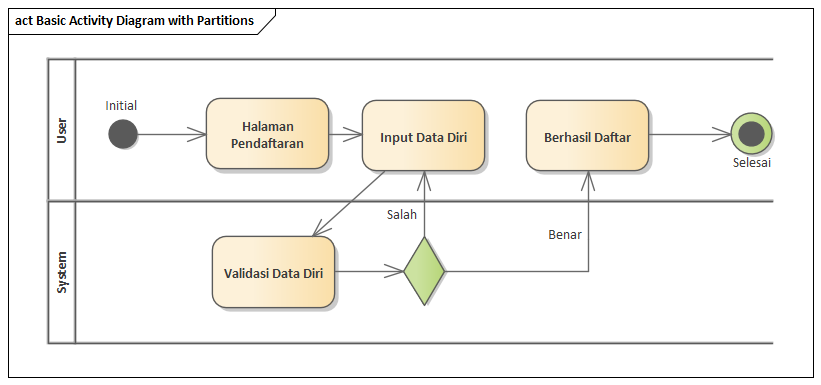 act Basic Activity Diagram with Partitions
User
Initial
Halaman
Pendaftaran
Input Data Diri
Berhasil Daftar
Selesai
System
Salah
Benar
Validasi Data Diri